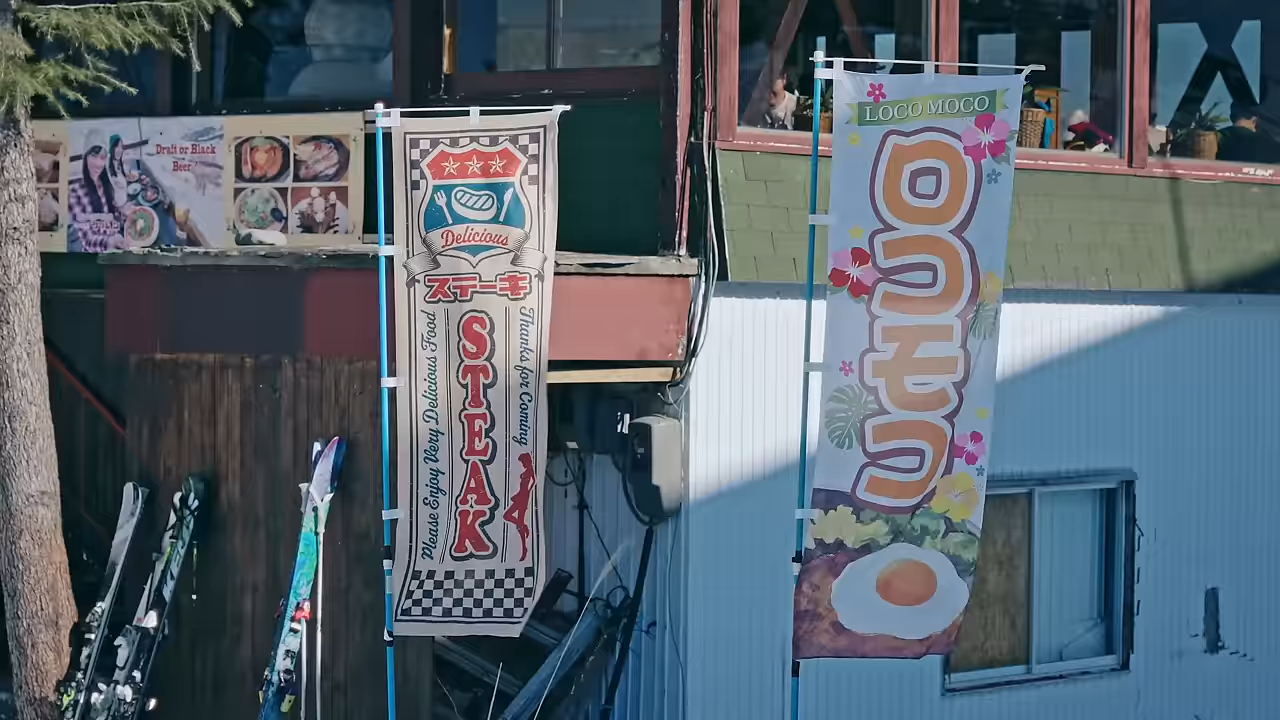 Draft or Black
Beer
Delicious
ステーキ
STEAK
Please Enjoy Very Delicious Food
Thanks for Coming
LOCO MOCO
ロコモコ